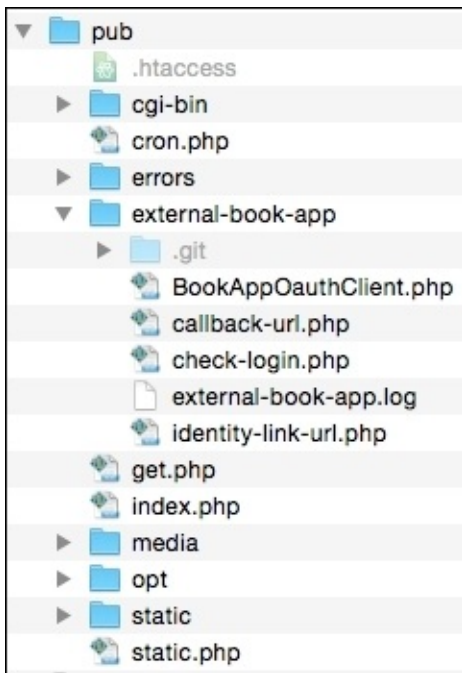 pub
.htaccess
cgi-bin
cron.php
errors
external-book-app
.git
BookAppOauthClient.php
callback-url.php
check-login.php
external-book-app.log
identity-link-url.php
get.php
index.php
media
opt
static
static.php